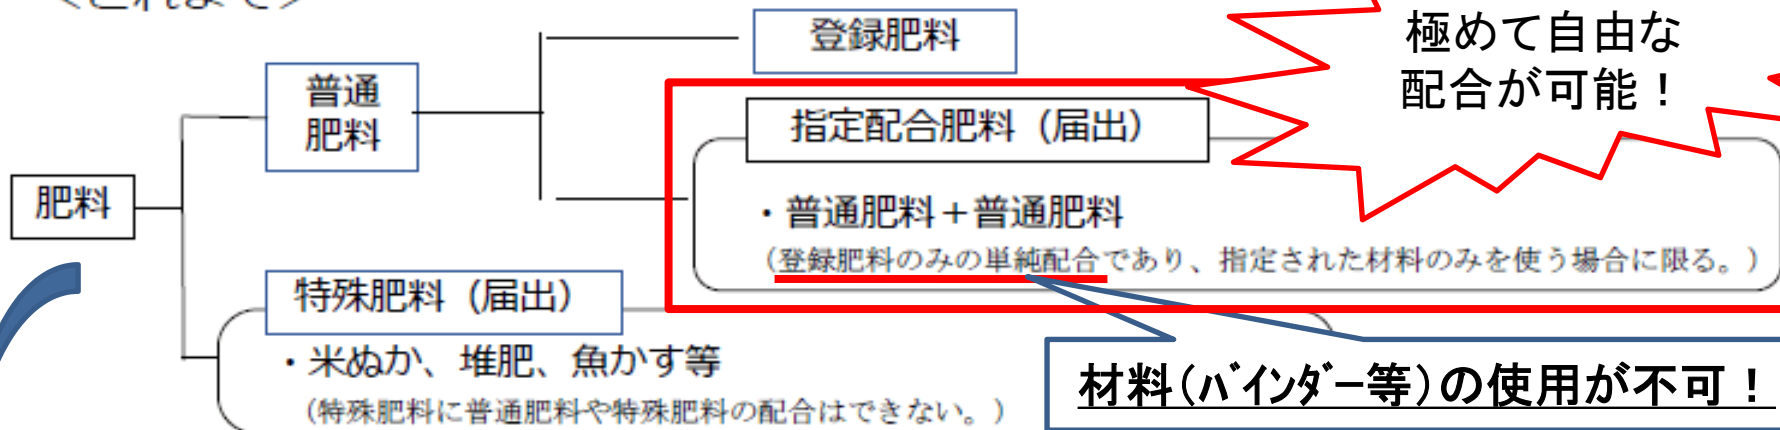 ＜これまで＞
登録肥料
極めて自由な
配合が可能！
普通
肥料
指定配合肥料（届出）
肥料
・普通肥料＋普通肥料
（登録肥料のみの単純配合であり、指定された材料のみを使う場合に限る。）
特殊肥料（届出）
・米ぬか、堆肥、魚かす等
（特殊肥料に普通肥料や特殊肥料の配合はできない。）
材料(ﾊﾞｲﾝﾀﾞｰ等)の使用が不可！